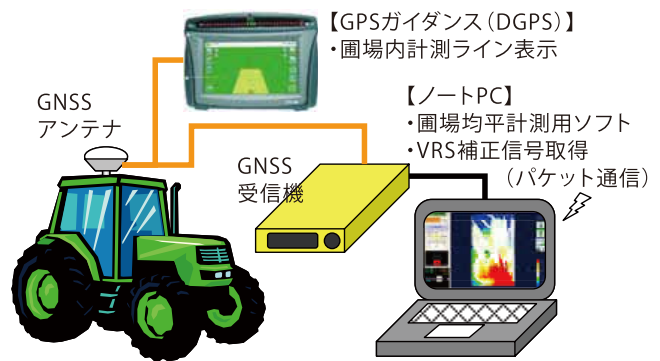 【GPSガイダンス（DGPS）】
・圃場内計測ライン表示
GNSS
アンテナ
【ノートPC】
・圃場均平計測用ソフト
・VRS補正信号取得
（パケット通信）
GNSS
受信機